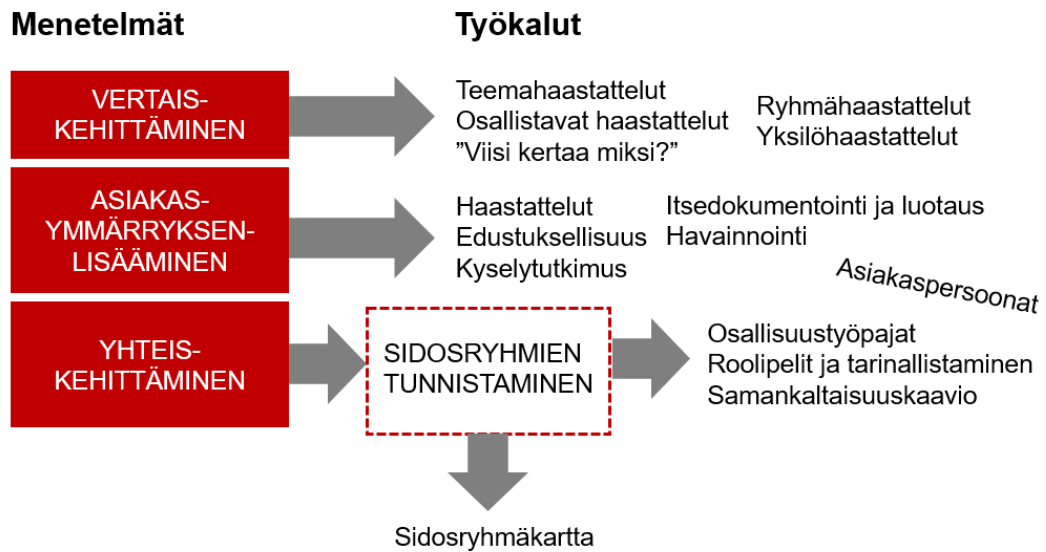 Menetelmät
Työkalut
VERTAIS-
KEHITTÄMINEN
Teemahaastattelut
Osallistavat haastattelut
”Viisi kertaa miksi?”
Ryhmähaastattelut
Yksilöhaastattelut
ASIAKAS-
YMMÄRRYKSEN-
LISÄÄMINEN
Haastattelut
Edustuksellisuus
Kyselytutkimus
Itsedokumentointi ja luotaus
Havainnointi
Asiakaspersoonat
YHTEIS-
KEHITTÄMINEN
SIDOSRYHMIEN
TUNNISTAMINEN
Osallisuustyöpajat
Roolipelit ja tarinallistaminen
Samankaltaisuuskaavio
Sidosryhmäkartta